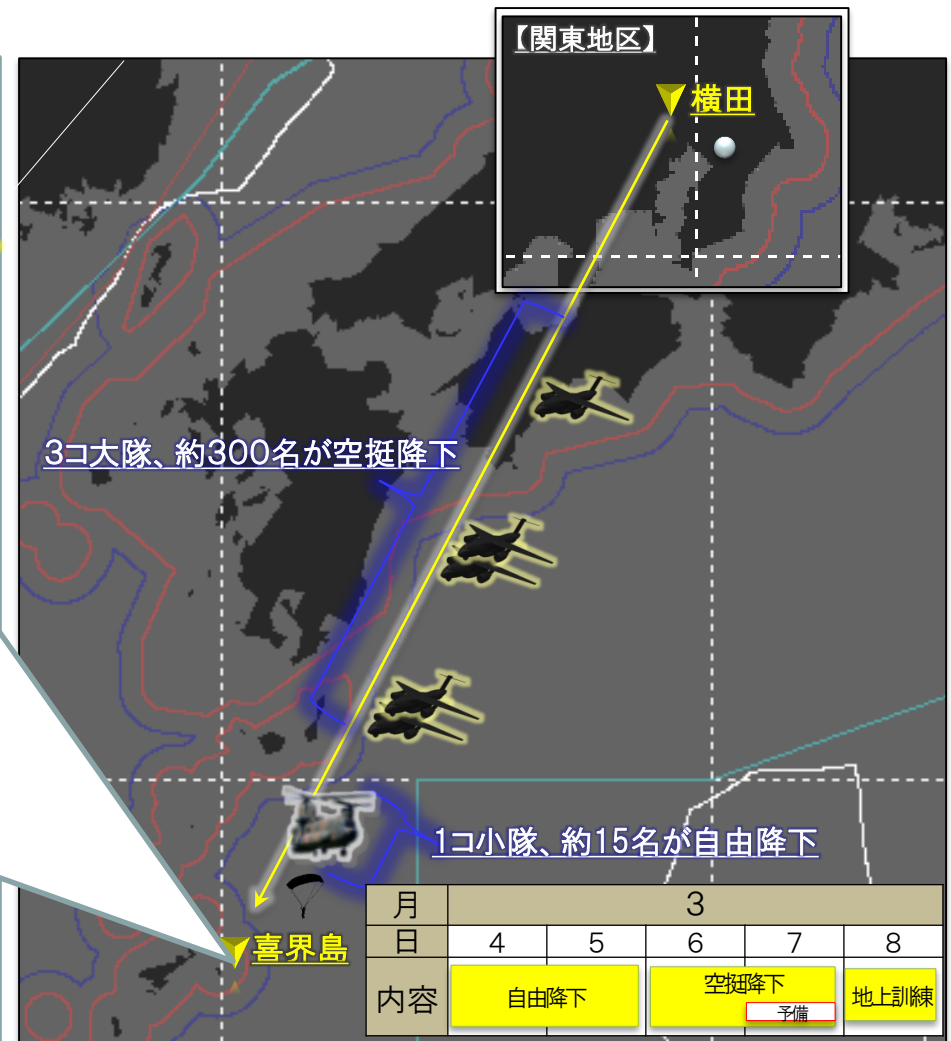 【関東地区】
横田
3コ大隊、約300名が空挺降下
1コ小隊、約15名が自由降下
喜界島
月 3
日 4 5 6 7 8
内容 自由降下 空挺降下 地上訓練
予備